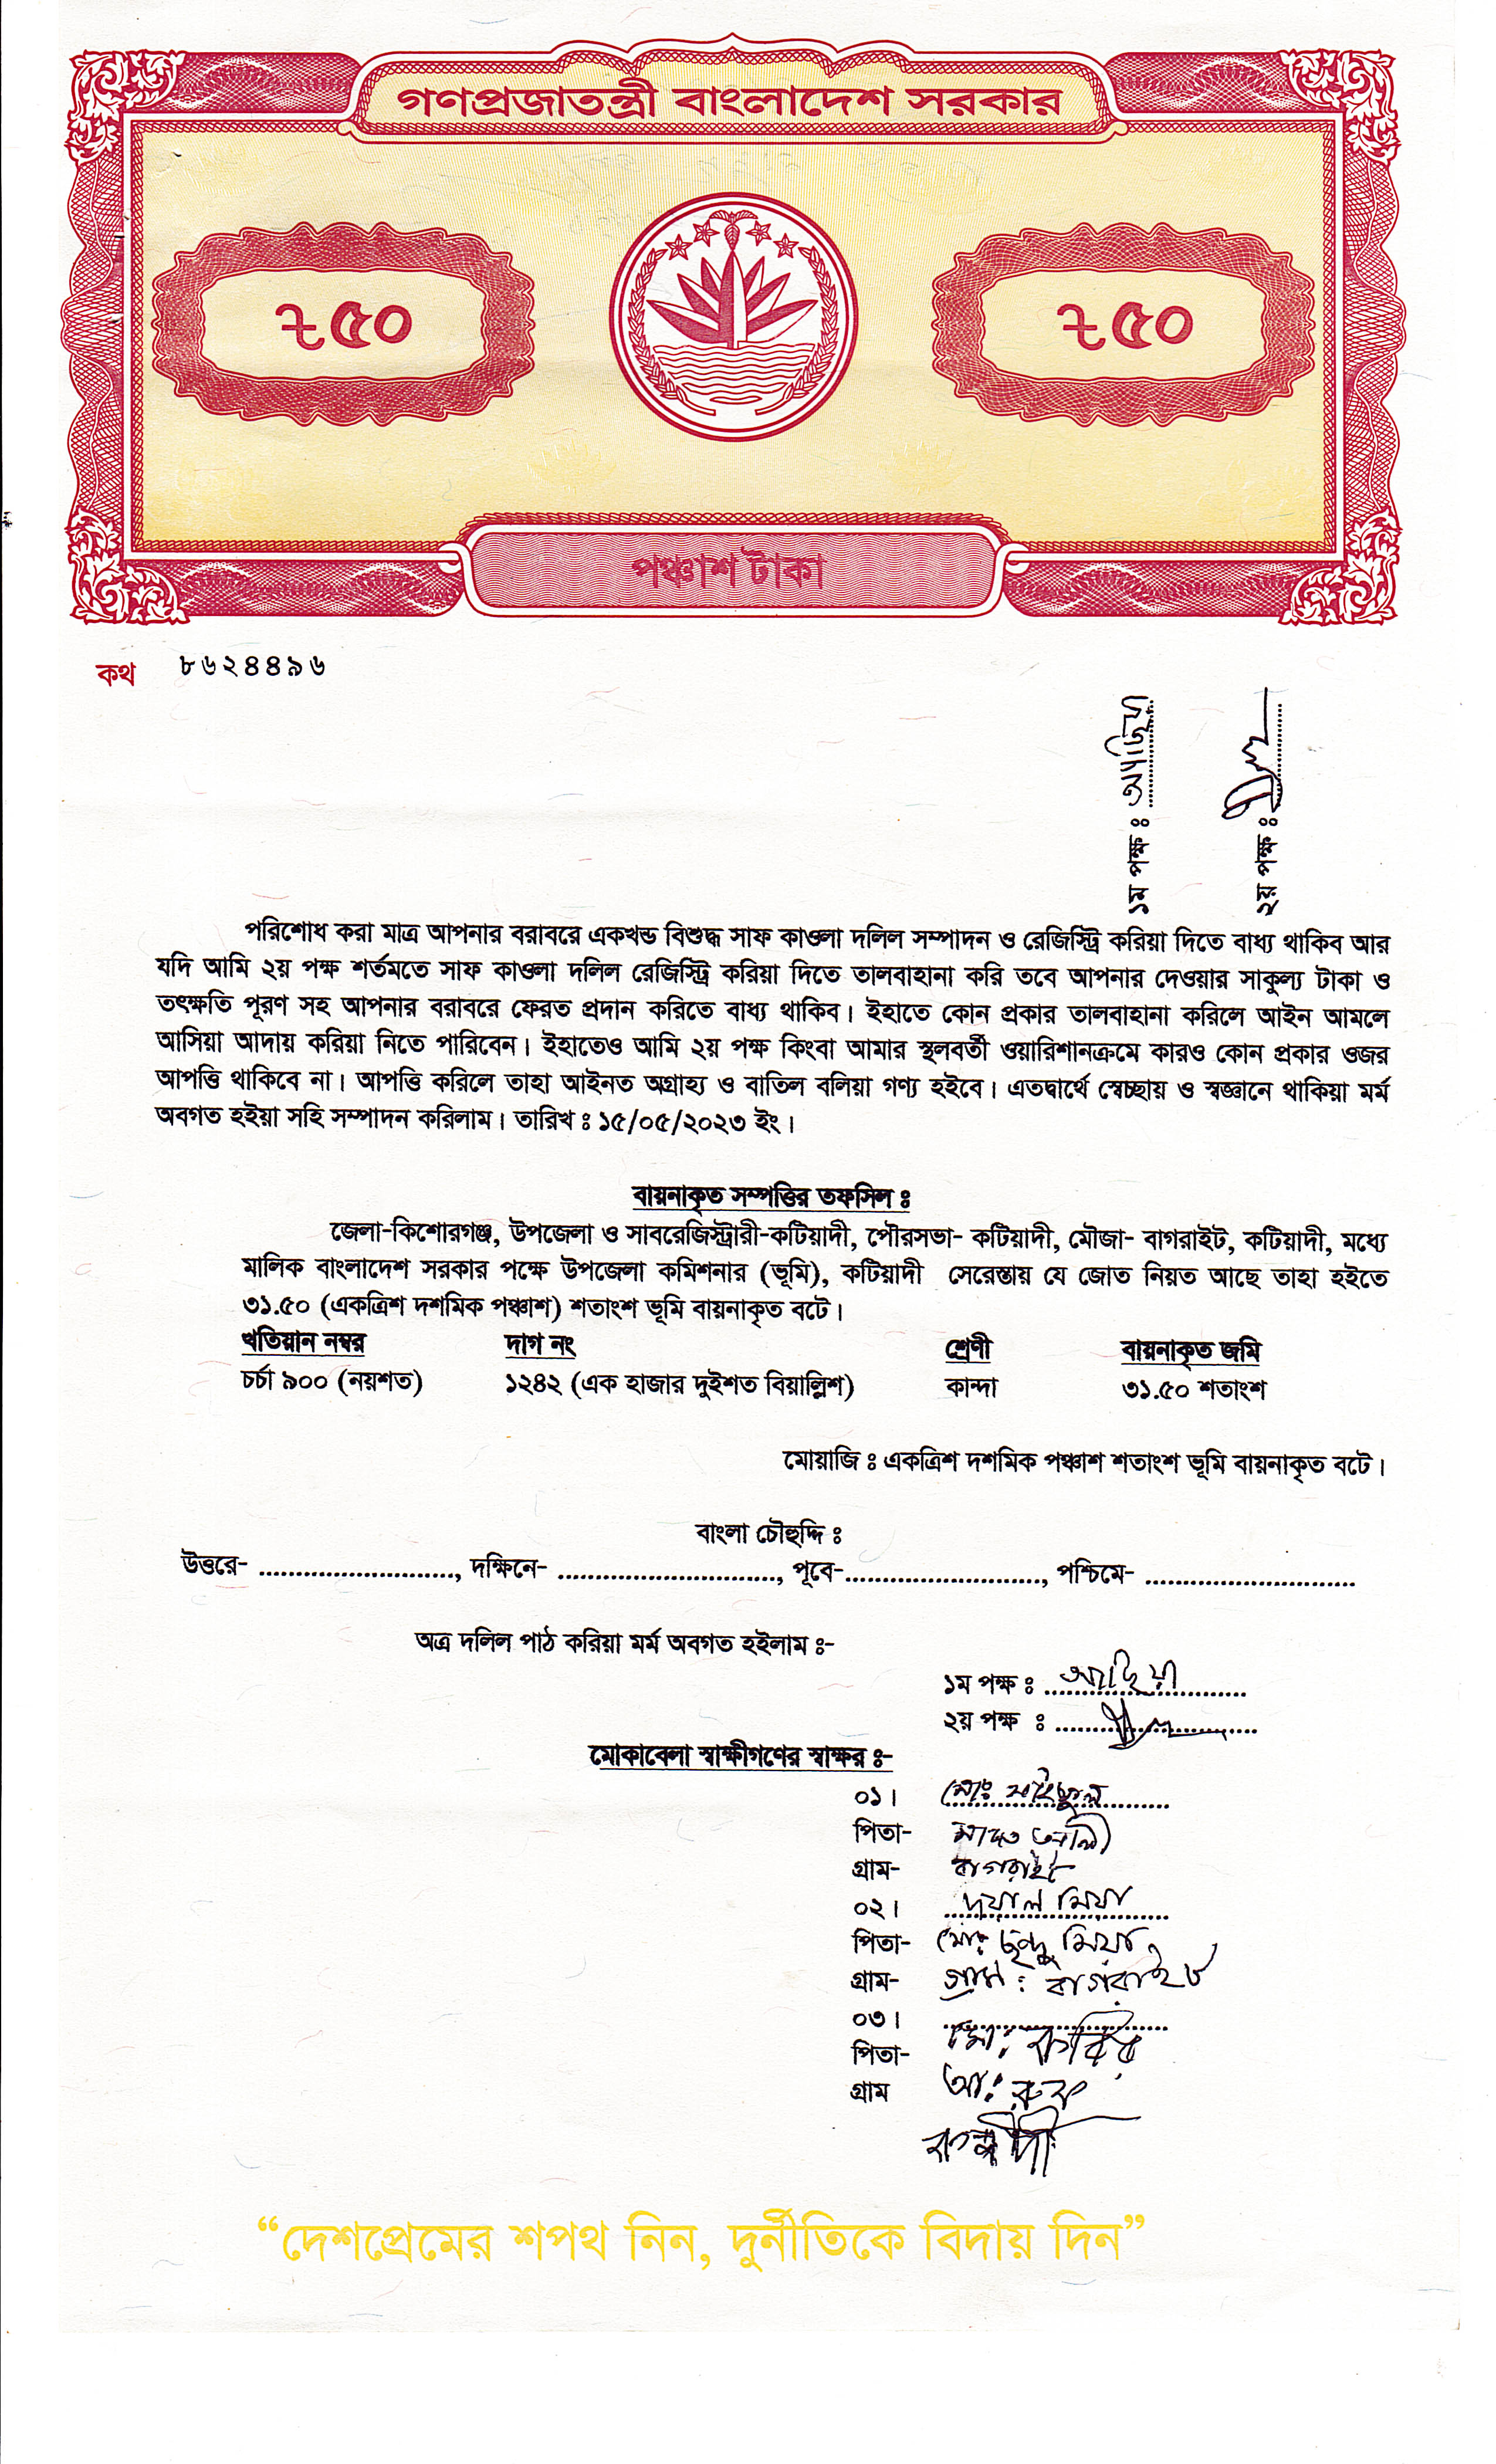 গণপ্রজাতন্ত্রী বাংলাদেশ সরকার
৳৫০ ৳৫০
পঞ্চাশ টাকা
কথ ৮৬২৪৪৯৬
১ম পক্ষ ঃ আছিয়া
২য় পক্ষ ঃ
পরিশোধ করা মাত্র আপনার বরাবরে একখন্ড বিশুদ্ধ সাফ কাওলা দলিল সম্পাদন ও রেজিস্ট্রি করিয়া দিতে বাধ্য থাকিব আর
যদি আমি ২য় পক্ষ শর্তমতে সাফ কাওলা দলিল রেজিস্ট্রি করিয়া দিতে তালবাহানা করি তবে আপনার দেওয়ার সাকুল্য টাকা ও
তৎক্ষতি পূরণ সহ আপনার বরাবরে ফেরত প্রদান করিতে বাধ্য থাকিব। ইহাতে কোন প্রকার তালবাহানা করিলে আইন আমলে
আসিয়া আদায় করিয়া নিতে পারিবেন। ইহাতেও আমি ২য় পক্ষ কিংবা আমার স্থলবর্তী ওয়ারিশানক্রমে কারও কোন প্রকার ওজর
আপত্তি থাকিবে না। আপত্তি করিলে তাহা আইনত অগ্রাহ্য ও বাতিল বলিয়া গণ্য হইবে। এতদ্বার্থে স্বেচ্ছায় ও স্বজ্ঞানে থাকিয়া মর্ম
অবগত হইয়া সহি সম্পাদন করিলাম। তারিখ ঃ ১৫/০৫/২০২৩ ইং।
বায়নাকৃত সম্পত্তির তফসিল ঃ
জেলা-কিশোরগঞ্জ, উপজেলা ও সাবরেজিস্ট্রারী-কটিয়াদী, পৌরসভা- কটিয়াদী, মৌজা- বাগরাইট, কটিয়াদী, মধ্যে
মালিক বাংলাদেশ সরকার পক্ষে উপজেলা কমিশনার (ভূমি), কটিয়াদী সেরেস্তায় যে জোত নিয়ত আছে তাহা হইতে
৩১.৫০ (একত্রিশ দশমিক পঞ্চাশ) শতাংশ ভূমি বায়নাকৃত বটে।
খতিয়ান নম্বর দাগ নং শ্রেণী বায়নাকৃত জমি
চর্চা ৯০০ (নয়শত) ১২৪২ (এক হাজার দুইশত বিয়াল্লিশ) কান্দা ৩১.৫০ শতাংশ
মোয়াজি ঃ একত্রিশ দশমিক পঞ্চাশ শতাংশ ভূমি বায়নাকৃত বটে।
বাংলা চৌহুদ্দি ঃ
উত্তরে- .........................., দক্ষিনে- ............................., পূবে-.........................., পশ্চিমে- ............................
অত্র দলিল পাঠ করিয়া মর্ম অবগত হইলাম ঃ-
১ম পক্ষ ঃ আছিয়া
২য় পক্ষ ঃ
মোকাবেলা স্বাক্ষীগণের স্বাক্ষর ঃ-
০১। মোঃ
পিতা- আলী
গ্রাম- বাগরাইট
০২। দয়াল মিয়া
পিতা- মোঃ ছন্দু মিয়া
গ্রাম- গ্রাম: বাগরাইট
০৩।
পিতা- মো: কবির
গ্রাম আ: রুফ
“দেশপ্রেমের শপথ নিন, দুর্নীতিকে বিদায় দিন”